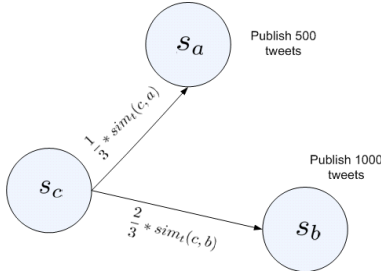 s_a
Publish 500
tweets
1/3 * sim_t(c,a)
s_c
Publish 1000
tweets
2/3 * sim_t(c,b)
s_b